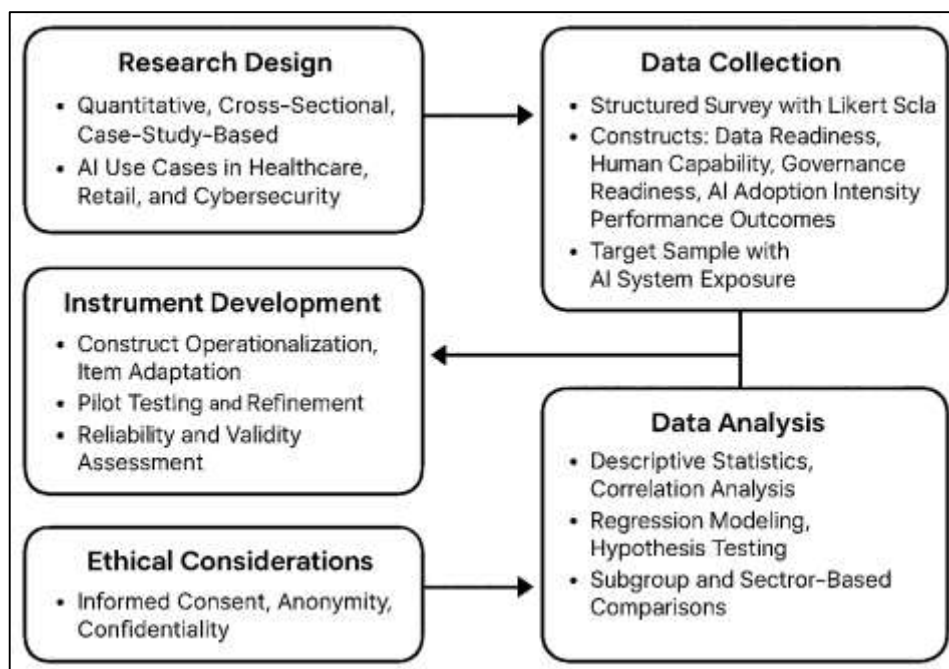 Research Design
• Quantitative, Cross-Sectional,
Case-Study-Based
• AI Use Cases in Healthcare,
Retail, and Cybersecurity
Data Collection
• Structured Survey with Likert Scla
• Constructs: Data Readiness,
Human Capability, Governance
Readiness, AI Adoption Intensity
Performance Outcomes
• Target Sample with
AI System Exposure
Instrument Development
• Construct Operationalization,
Item Adaptation
• Pilot Testing and Refinement
• Reliability and Validity
Assessment
Data Analysis
• Descriptive Statistics,
Correlation Analysis
• Regression Modeling,
Hypothesis Testing
• Subgroup and Sectror-Based
Comparisons
Ethical Considerations
• Informed Consent, Anonymity,
Confidentiality